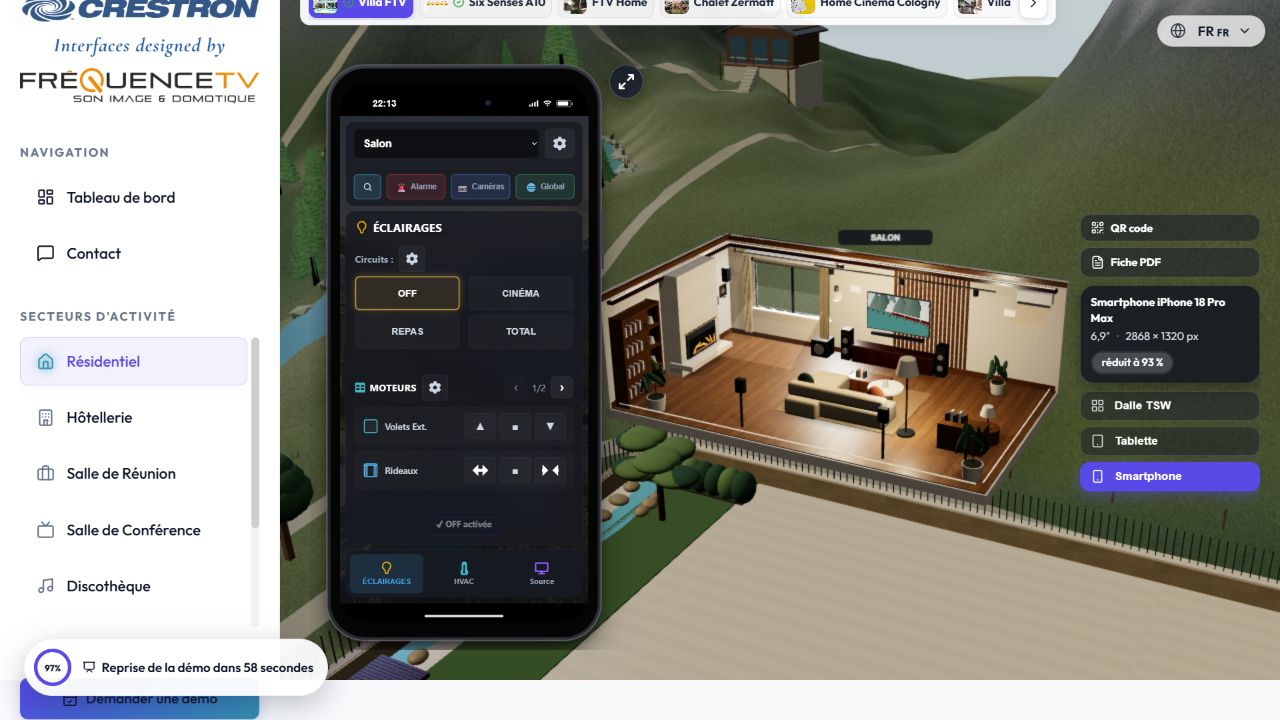 CRESTRON
Interfaces designed by
FRÉQUENCETV
SON IMAGE & DOMOTIQUE
NAVIGATION
Tableau de bord
Contact
SECTEURS D'ACTIVITÉ
Résidentiel
Hôtellerie
Salle de Réunion
Salle de Conférence
Discothèque
97%
Reprise de la démo dans 58 secondes
Demander une démo
Villa FTV
Six Senses A10
FTV Home
Chalet Zermatt
Home Cinema Cologny
Villa
FR FR
22:13
Salon
Alarme
Caméras
Global
ÉCLAIRAGES
Circuits :
OFF
CINÉMA
REPAS
TOTAL
MOTEURS
1/2
Volets Ext.
Rideaux
✓ OFF activée
ÉCLAIRAGES
HVAC
Source
SALON
QR code
Fiche PDF
Smartphone iPhone 18 Pro
Max
6,9" · 2868 × 1320 px
réduit à 93 %
Dalle TSW
Tablette
Smartphone